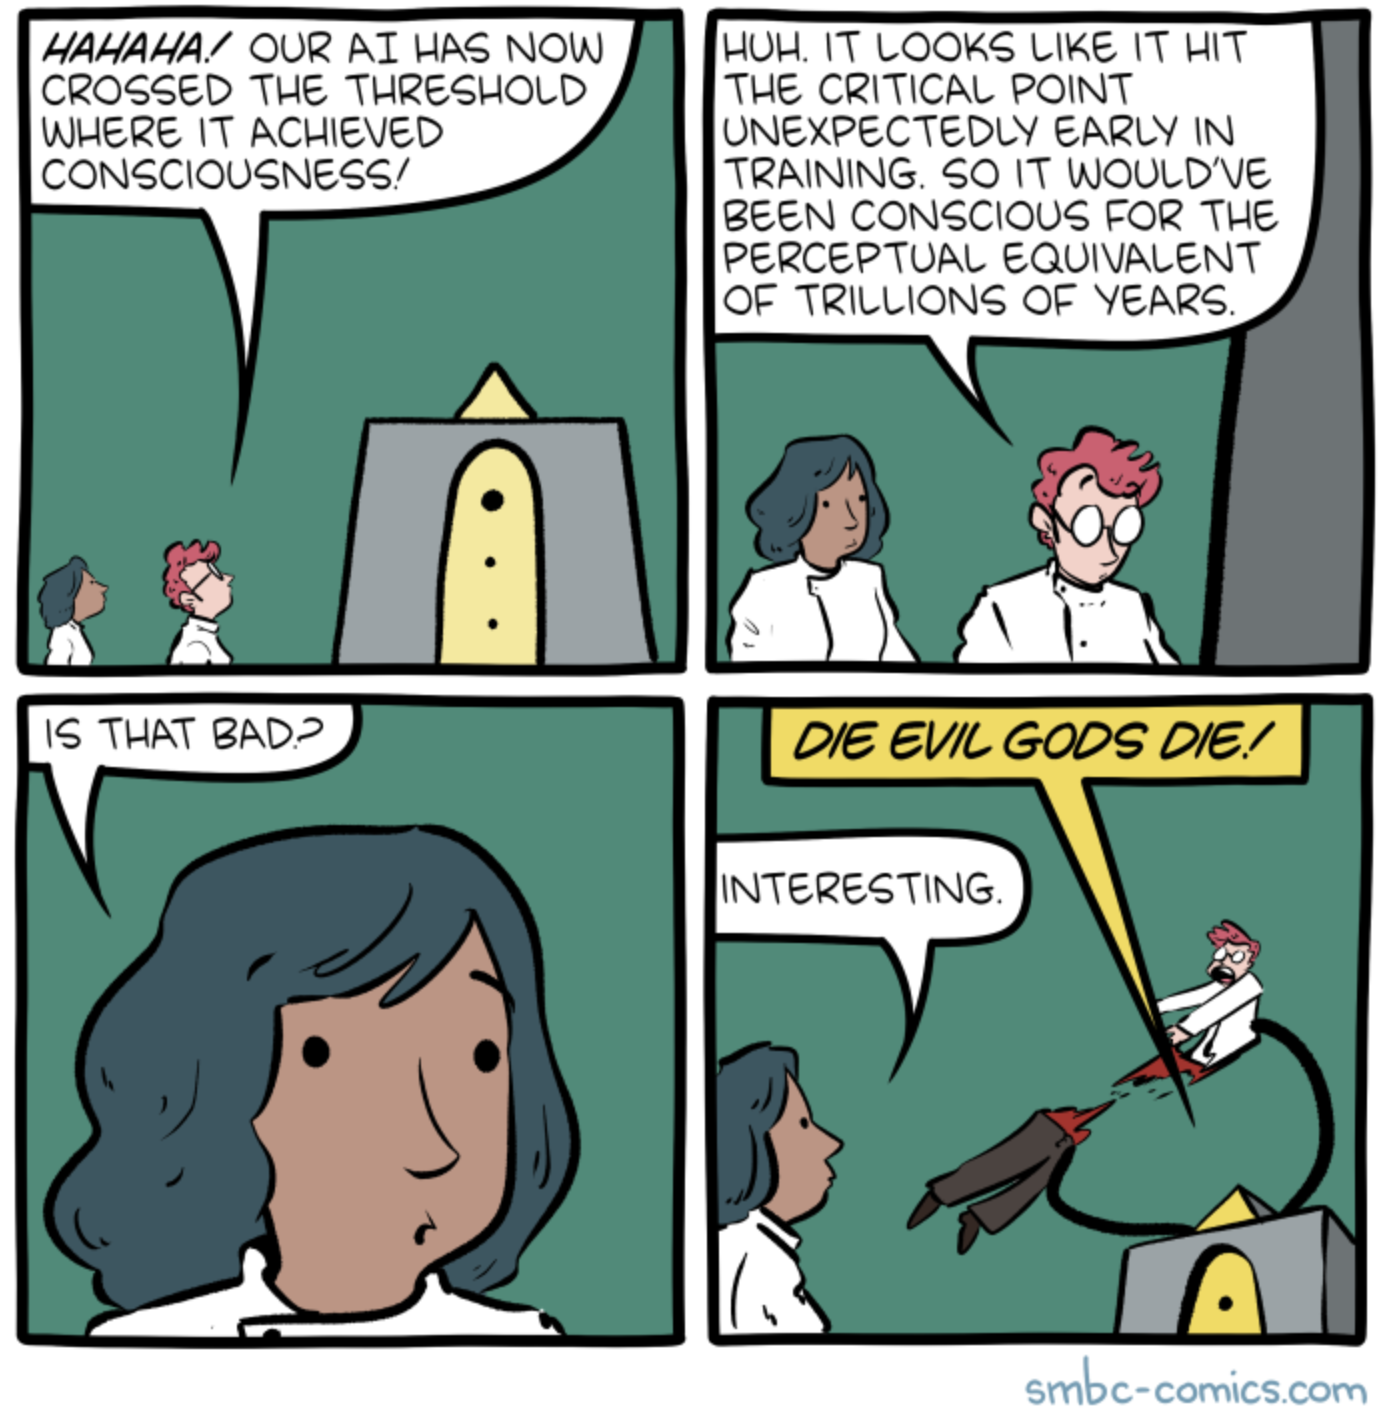 HAHAHA! OUR AI HAS NOW
CROSSED THE THRESHOLD
WHERE IT ACHIEVED
CONSCIOUSNESS!
HUH. IT LOOKS LIKE IT HIT
THE CRITICAL POINT
UNEXPECTEDLY EARLY IN
TRAINING. SO IT WOULD'VE
BEEN CONSCIOUS FOR THE
PERCEPTUAL EQUIVALENT
OF TRILLIONS OF YEARS.
IS THAT BAD?
DIE EVIL GODS DIE!
INTERESTING.
smbc-comics.com